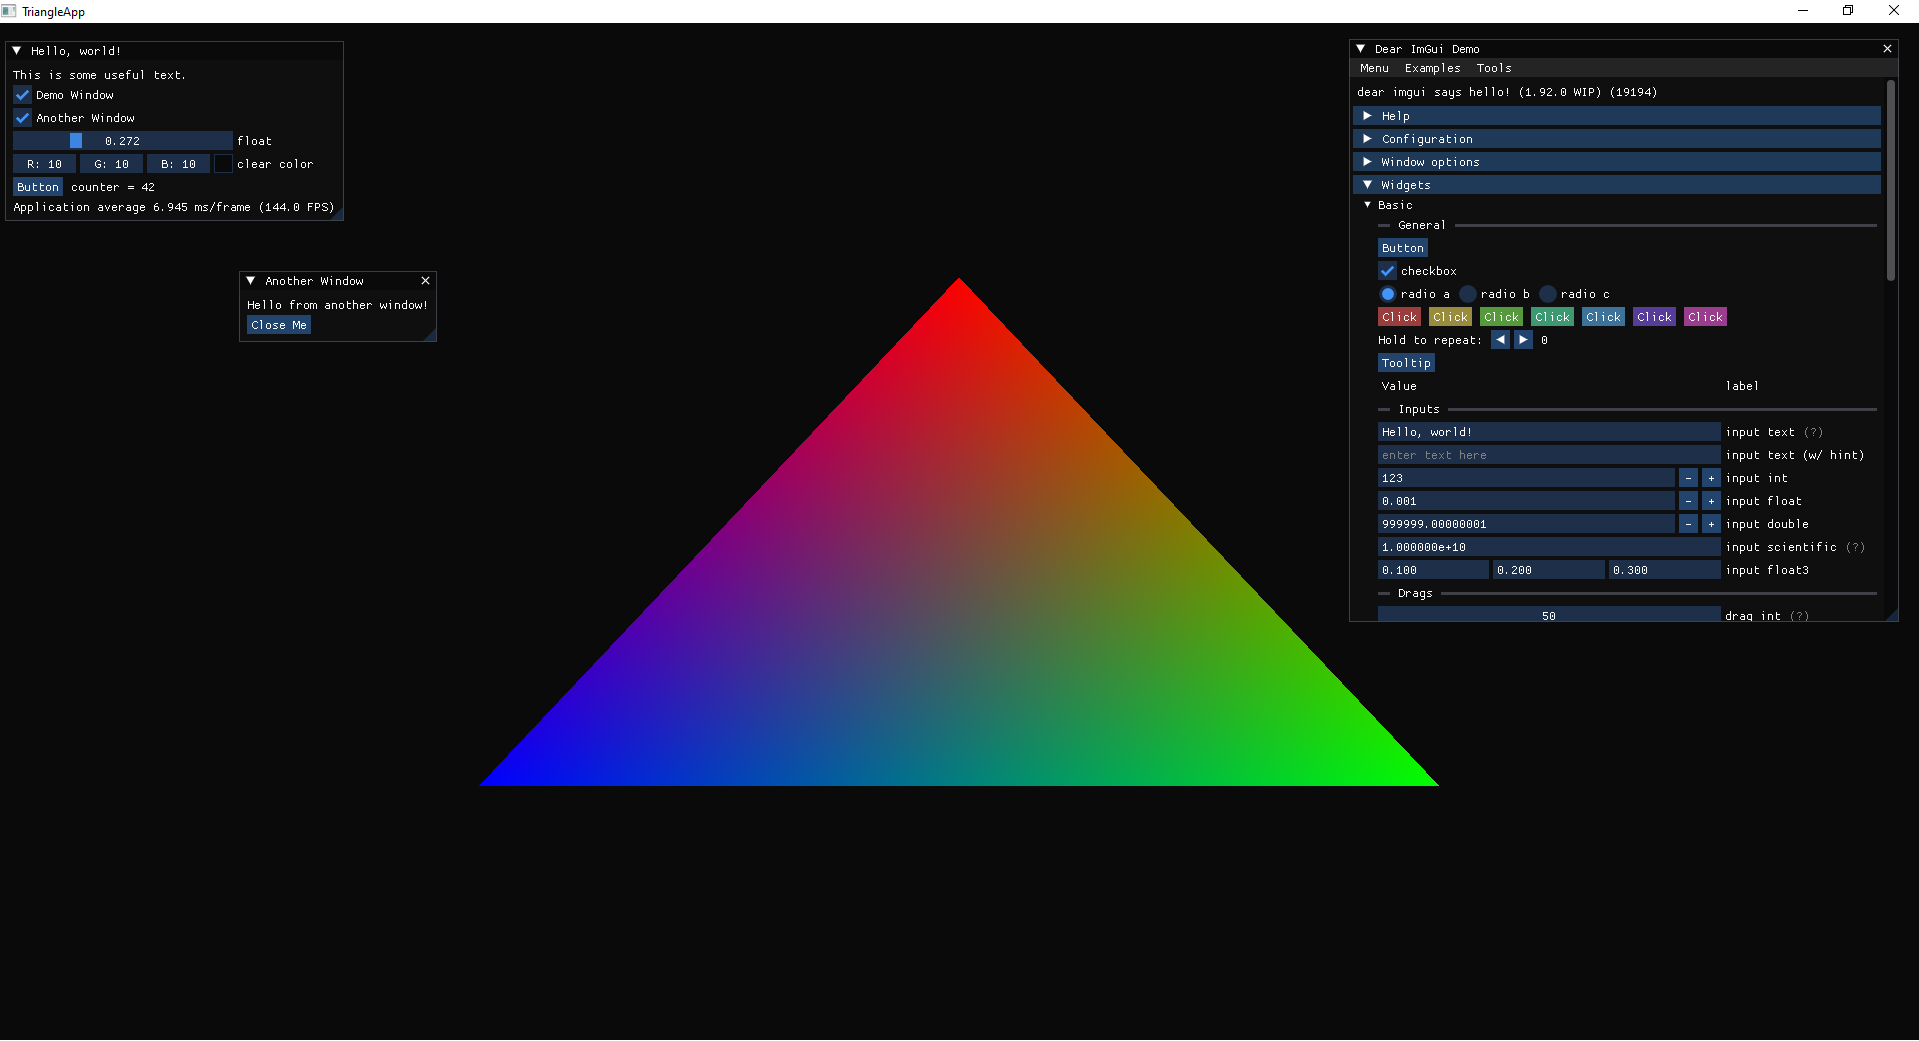 TriangleApp
Hello, world!
This is some useful text.
Demo Window
Another Window
0.272 float
R: 10 G: 10 B: 10 clear color
Button counter = 42
Application average 6.945 ms/frame (144.0 FPS)
Another Window
Hello from another window!
Close Me
Dear ImGui Demo
Menu Examples Tools
dear imgui says hello! (1.92.0 WIP) (19194)
Help
Configuration
Window options
Widgets
Basic
General
Button
checkbox
radio a radio b radio c
Click Click Click Click Click Click Click
Hold to repeat: 0
Tooltip
Value label
Inputs
Hello, world! input text (?)
enter text here input text (w/ hint)
123 - + input int
0.001 - + input float
999999.00000001 - + input double
1.000000e+10 input scientific (?)
0.100 0.200 0.300 input float3
Drags
50 drag int (?)